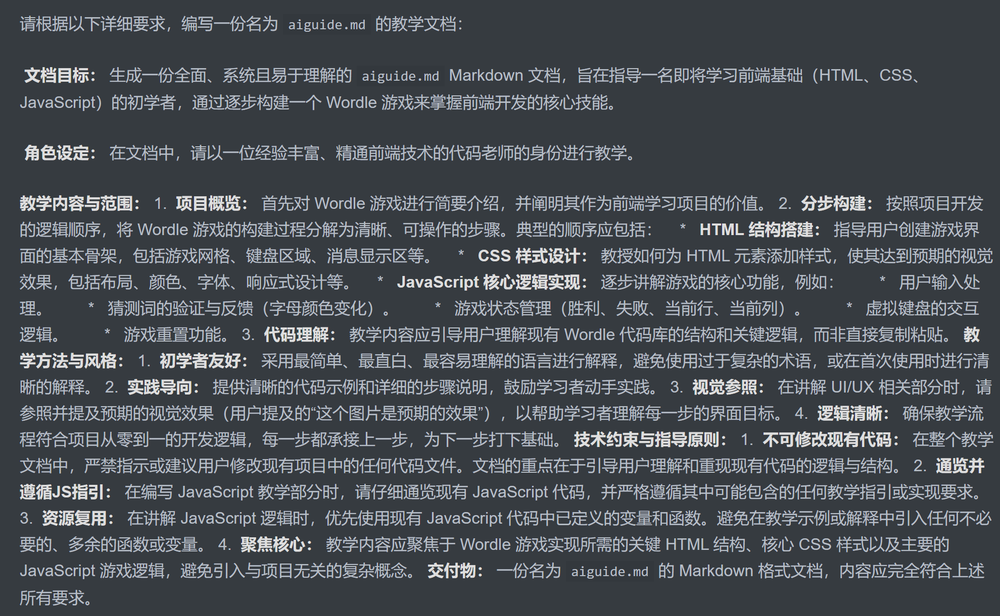 请根据以下详细要求，编写一份名为 aiguide.md 的教学文档：
文档目标： 生成一份全面、系统且易于理解的 aiguide.md Markdown 文档，旨在指导一名即将学习前端基础（HTML、CSS、
JavaScript）的初学者，通过逐步构建一个 Wordle 游戏来掌握前端开发的核心技能。
角色设定： 在文档中，请以一位经验丰富、精通前端技术的代码老师的身份进行教学。
教学内容与范围： 1. 项目概览： 首先对 Wordle 游戏进行简要介绍，并阐明其作为前端学习项目的价值。 2. 分步构建： 按照项目开发
的逻辑顺序，将 Wordle 游戏的构建过程分解为清晰、可操作的步骤。典型的顺序应包括： * HTML 结构搭建： 指导用户创建游戏界
面的基本骨架，包括游戏网格、键盘区域、消息显示区等。 * CSS 样式设计： 教授如何为 HTML 元素添加样式，使其达到预期的视觉
效果，包括布局、颜色、字体、响应式设计等。 * JavaScript 核心逻辑实现： 逐步讲解游戏的核心功能，例如： * 用户输入处
理。 * 猜测词的验证与反馈（字母颜色变化）。 * 游戏状态管理（胜利、失败、当前行、当前列）。 * 虚拟键盘的交互
逻辑。 * 游戏重置功能。 3. 代码理解： 教学内容应引导用户理解现有 Wordle 代码库的结构和关键逻辑，而非直接复制粘贴。 教
学方法与风格： 1. 初学者友好： 采用最简单、最直白、最容易理解的语言进行解释，避免使用过于复杂的术语，或在首次使用时进行清
晰的解释。 2. 实践导向： 提供清晰的代码示例和详细的步骤说明，鼓励学习者动手实践。 3. 视觉参照： 在讲解 UI/UX 相关部分时，请
参照并提及预期的视觉效果（用户提及的“这个图片是预期的效果”），以帮助学习者理解每一步的界面目标。 4. 逻辑清晰： 确保教学流
程符合项目从零到一的开发逻辑，每一步都承接上一步，为下一步打下基础。 技术约束与指导原则： 1. 不可修改现有代码： 在整个教学
文档中，严禁指示或建议用户修改现有项目中的任何代码文件。文档的重点在于引导用户理解和重现现有代码的逻辑与结构。 2. 通览并
遵循JS指引： 在编写 JavaScript 教学部分时，请仔细通览现有 JavaScript 代码，并严格遵循其中可能包含的任何教学指引或实现要求。
3. 资源复用： 在讲解 JavaScript 逻辑时，优先使用现有 JavaScript 代码中已定义的变量和函数。避免在教学示例或解释中引入任何不必
要的、多余的函数或变量。 4. 聚焦核心： 教学内容应聚焦于 Wordle 游戏实现所需的关键 HTML 结构、核心 CSS 样式以及主要的
JavaScript 游戏逻辑，避免引入与项目无关的复杂概念。 交付物： 一份名为 aiguide.md 的 Markdown 格式文档，内容应完全符合上述
所有要求。